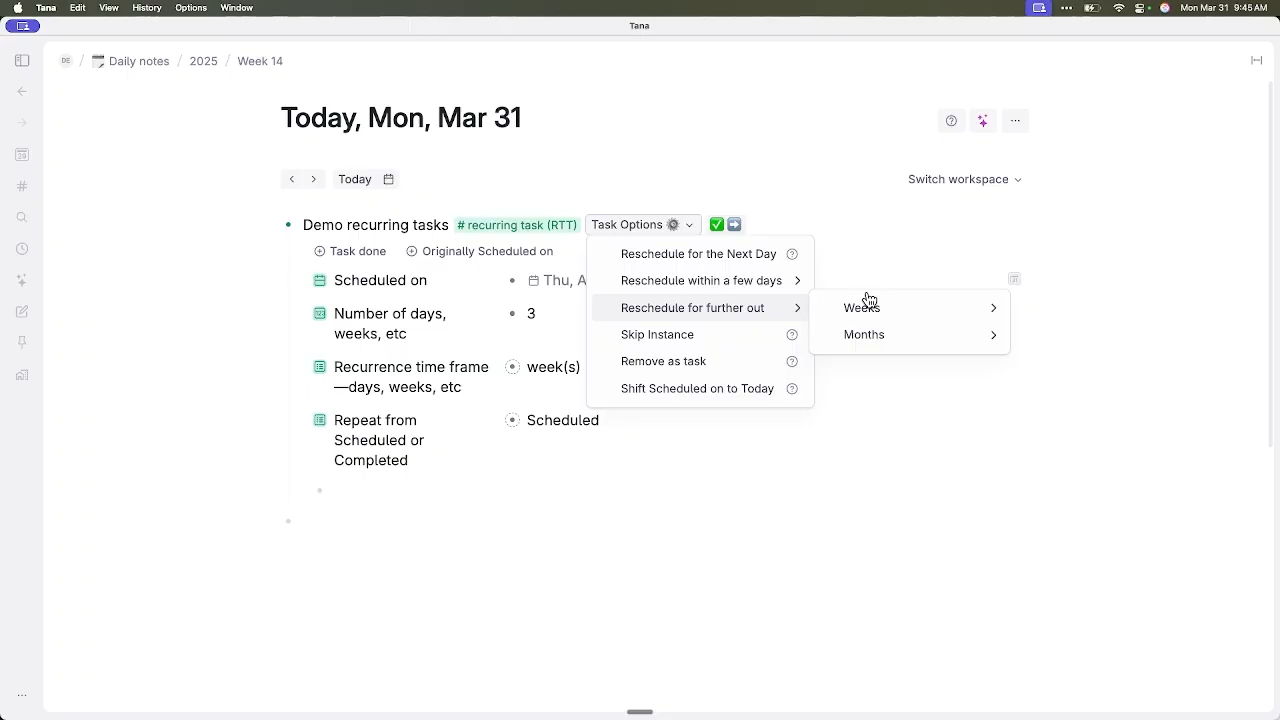 Tana Edit View History Options Window
Mon Mar 31 9:45 AM
Tana
DE / Daily notes / 2025 / Week 14
Today, Mon, Mar 31
Today
Switch workspace
Demo recurring tasks # recurring task (RTT) Task Options
Task done Originally Scheduled on
Scheduled on
Thu, A
Number of days,
weeks, etc
3
Recurrence time frame
—days, weeks, etc
week(s)
Repeat from
Scheduled or
Completed
Scheduled
Reschedule for the Next Day
Reschedule within a few days
Reschedule for further out
Skip Instance
Remove as task
Shift Scheduled on to Today
Weeks
Months
29